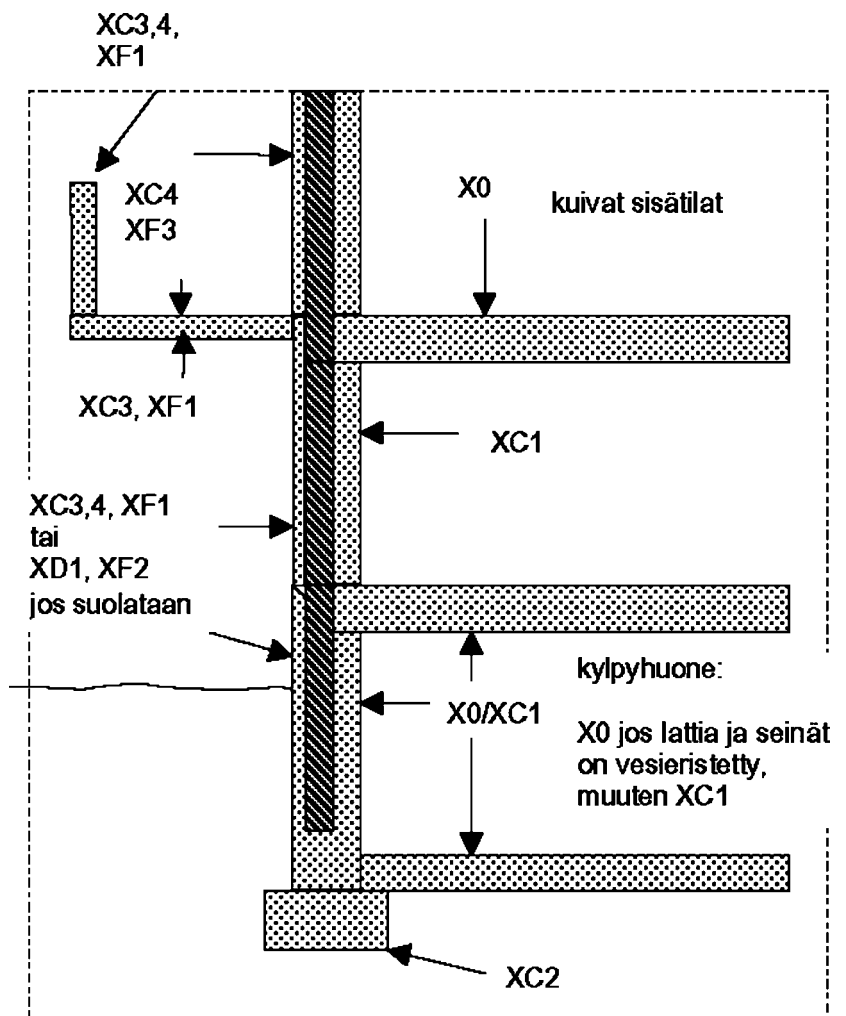 XC3,4,
XF1
XC4
XF3
X0
kuivat sisätilat
XC3, XF1
XC1
XC3,4, XF1
tai
XD1, XF2
jos suolataan
kylpyhuone:
X0/XC1
X0 jos lattia ja seinät
on vesieristetty,
muuten XC1
XC2